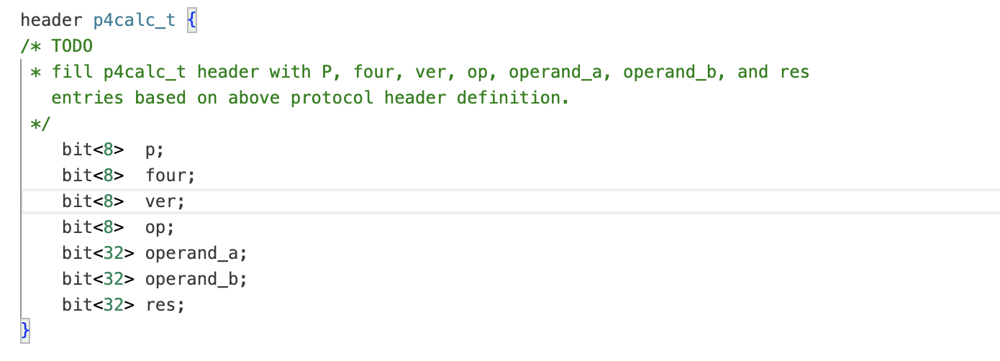 header p4calc_t {
/* TODO
 * fill p4calc_t header with P, four, ver, op, operand_a, operand_b, and res
   entries based on above protocol header definition.
 */
    bit<8>  p;
    bit<8>  four;
    bit<8>  ver;
    bit<8>  op;
    bit<32> operand_a;
    bit<32> operand_b;
    bit<32> res;
}